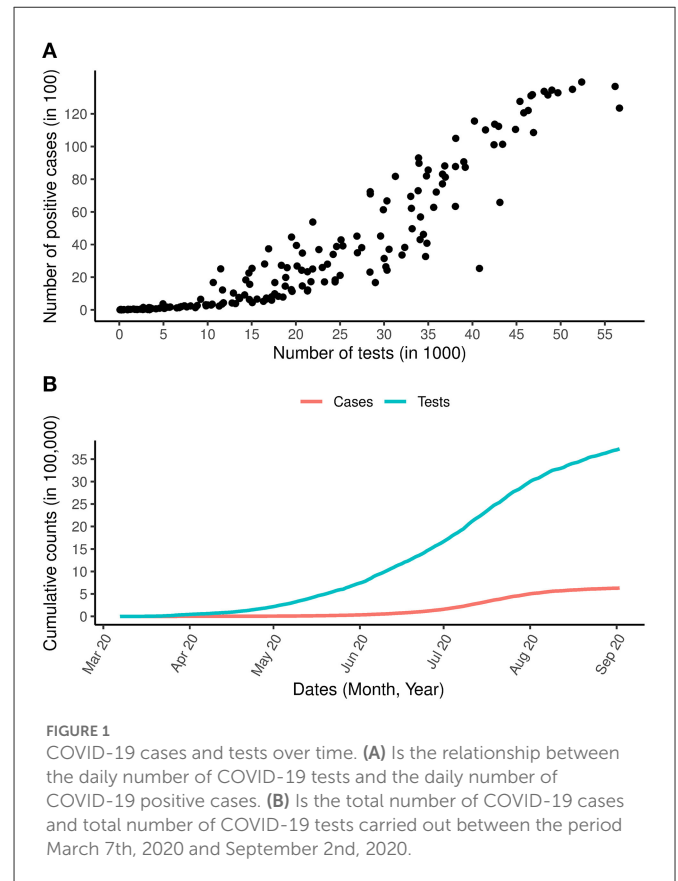 A
Number of positive cases (in 100)
120
100
80
60
40
20
0
0 5 10 15 20 25 30 35 40 45 50 55
Number of tests (in 1000)
B
Cases Tests
Cumulative counts (in 100,000)
35
30
25
20
15
10
5
0
Mar 20 Apr 20 May 20 Jun 20 Jul 20 Aug 20 Sep 20
Dates (Month, Year)
FIGURE 1
COVID-19 cases and tests over time. (A) Is the relationship between
the daily number of COVID-19 tests and the daily number of
COVID-19 positive cases. (B) Is the total number of COVID-19 cases
and total number of COVID-19 tests carried out between the period
March 7th, 2020 and September 2nd, 2020.